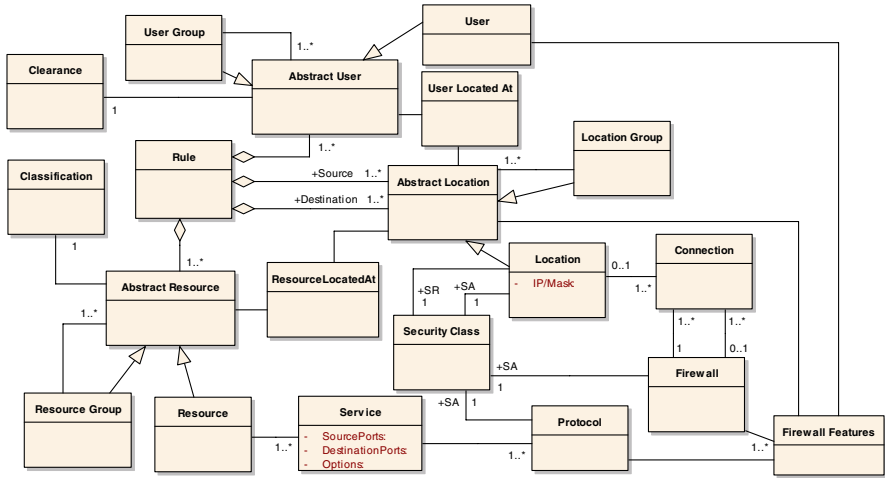 User Group
User
1..*
Clearance
Abstract User
User Located At
1
1..*
Location Group
Rule
1..*
+Source 1..*
Classification
Abstract Location
+Destination 1..*
1
1..*
Location
Connection
0..1
ResourceLocatedAt
Abstract Resource
- IP/Mask:
+SR
+SA
1..*
1
1
1..*
Security Class
1..*
1..*
1
0..1
+SA
Firewall
1
+SA
1
Resource Group
Resource
Service
Protocol
Firewall Features
- SourcePorts:
1..*
- DestinationPorts:
1..*
1..*
- Options: